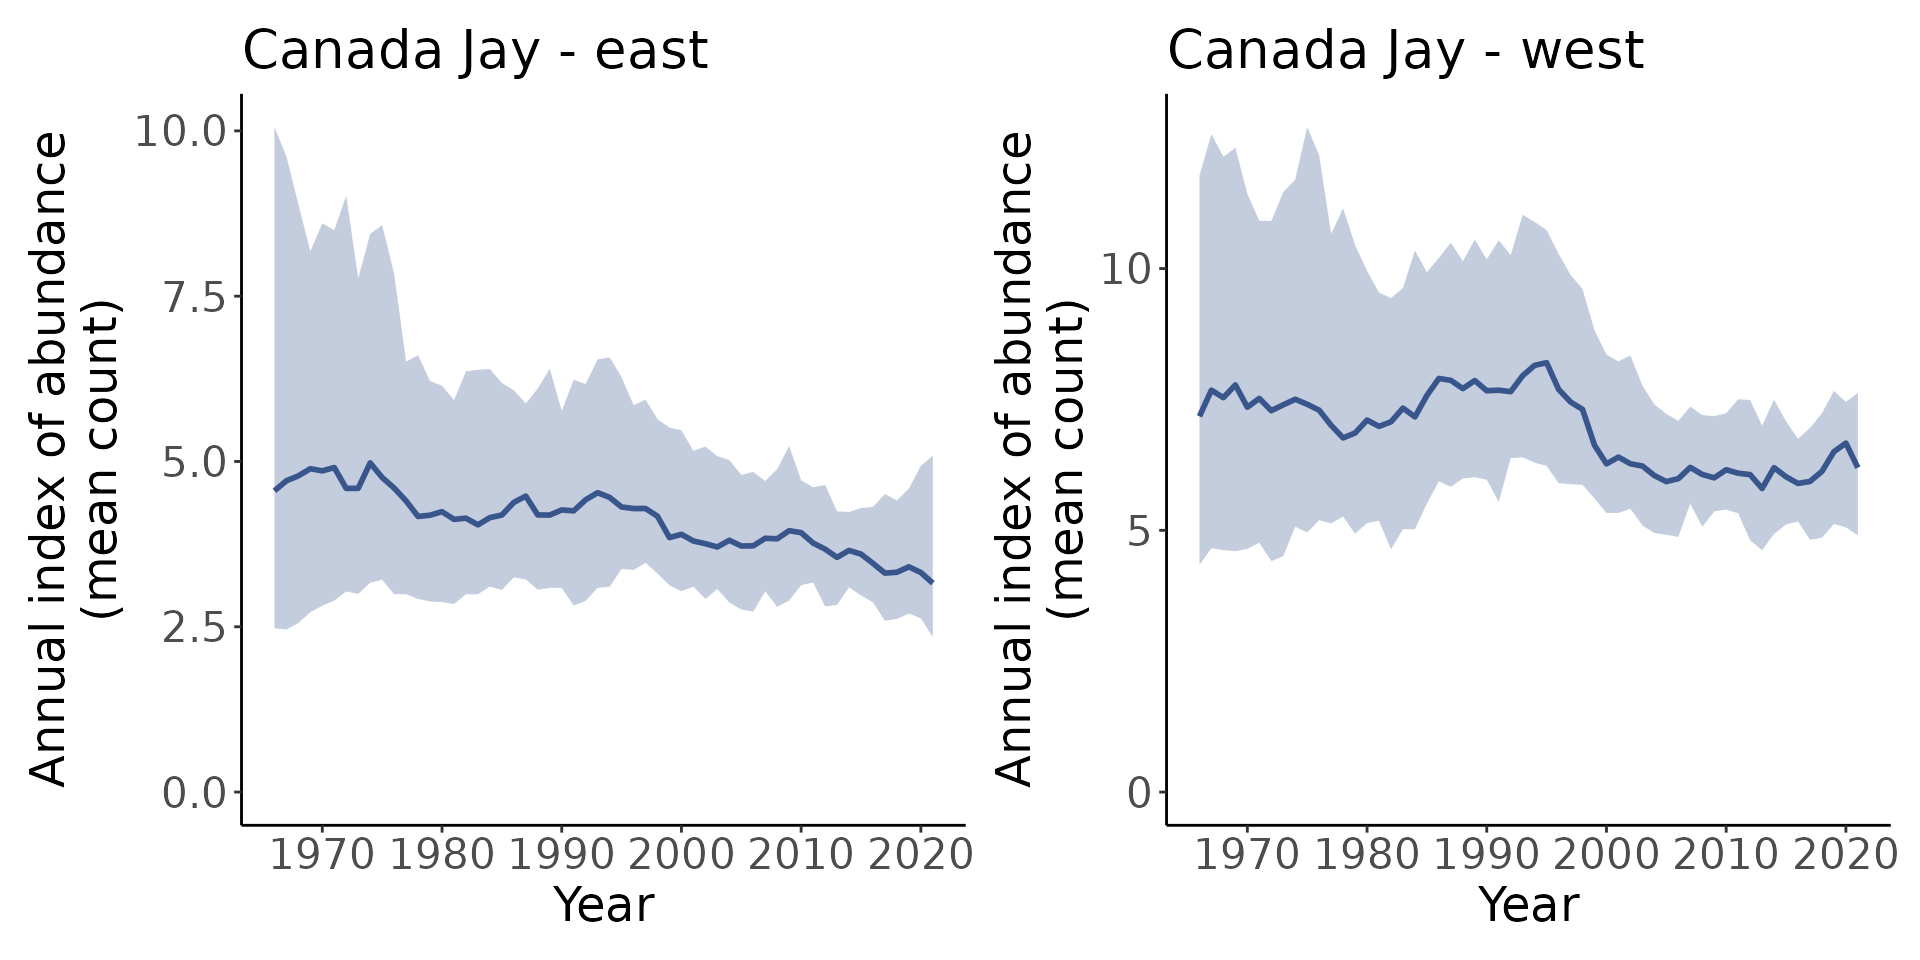 Canada Jay - east
Annual index of abundance
(mean count)
10.0
7.5
5.0
2.5
0.0
1970 1980 1990 2000 2010 2020
Year
Canada Jay - west
Annual index of abundance
(mean count)
10
5
0
1970 1980 1990 2000 2010 2020
Year